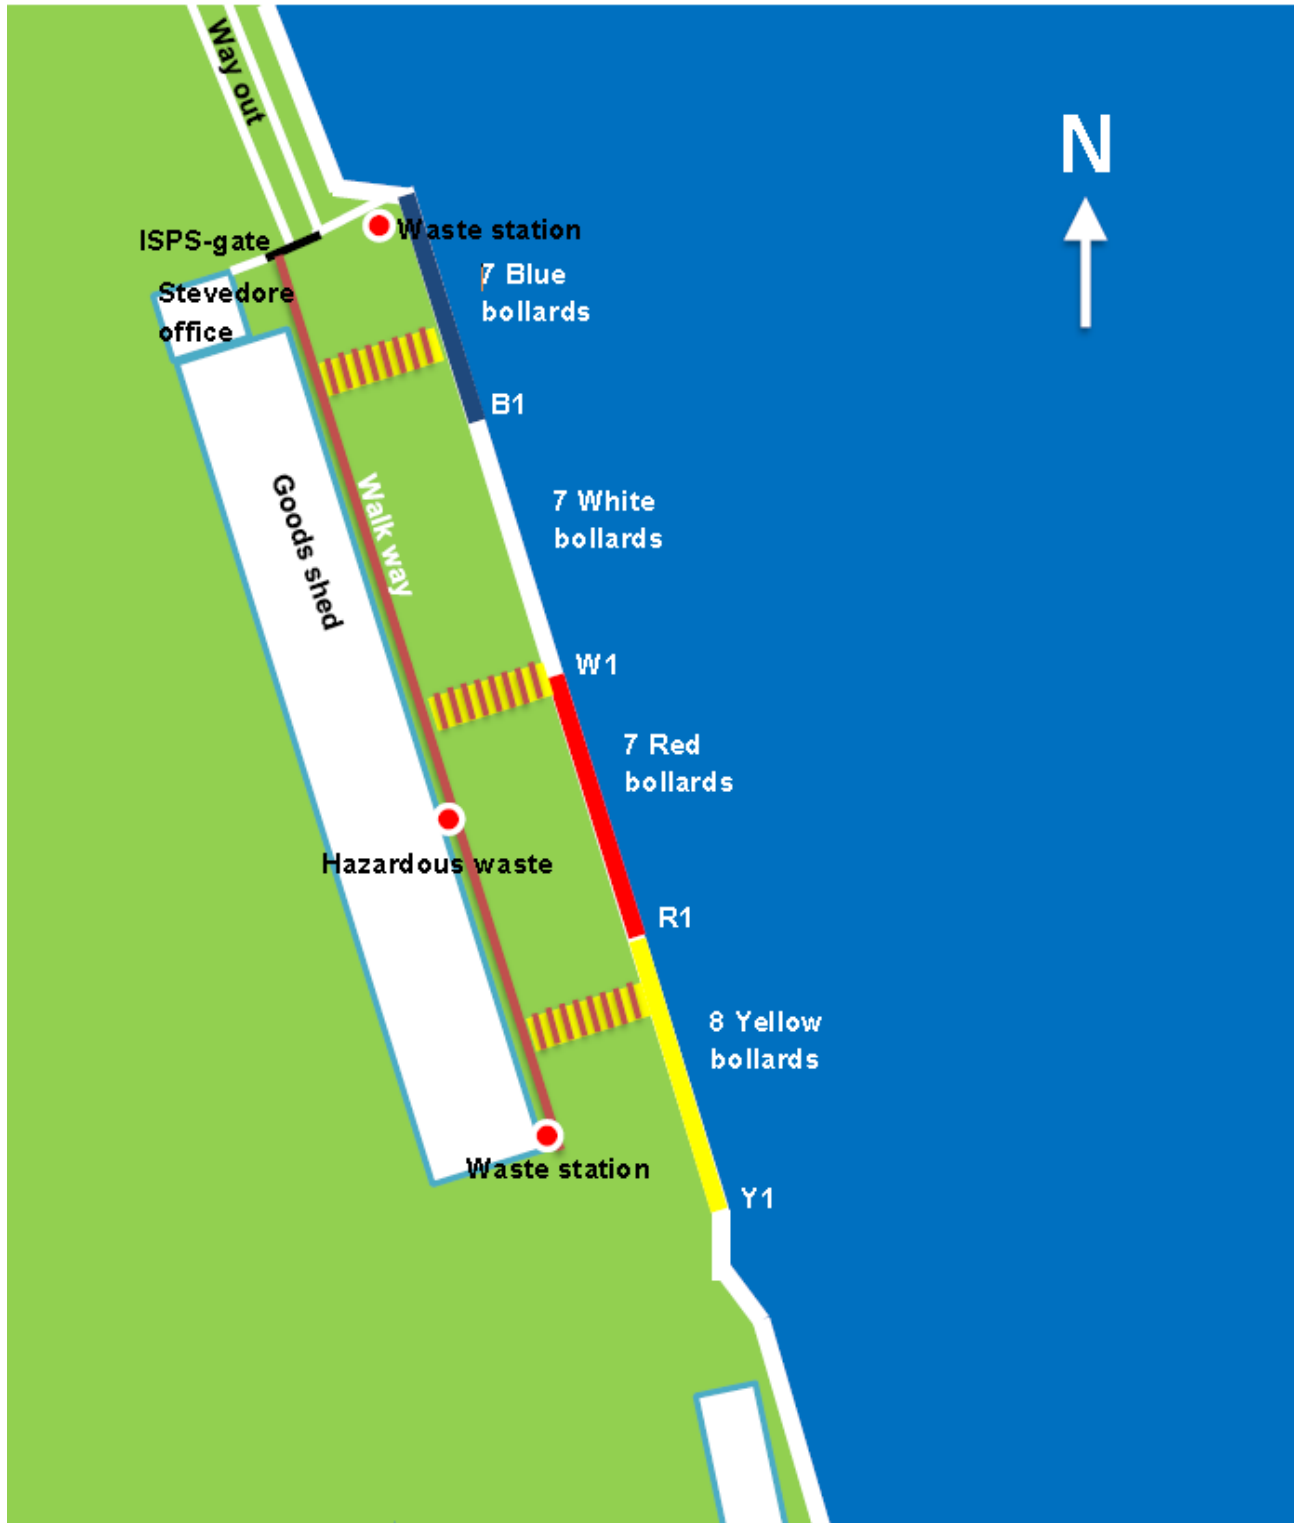 Way out
N
ISPS-gate
Waste station
7 Blue
bollards
Stevedore
office
B1
Goods shed
Walk way
7 White
bollards
W1
7 Red
bollards
Hazardous waste
R1
8 Yellow
bollards
Waste station
Y1